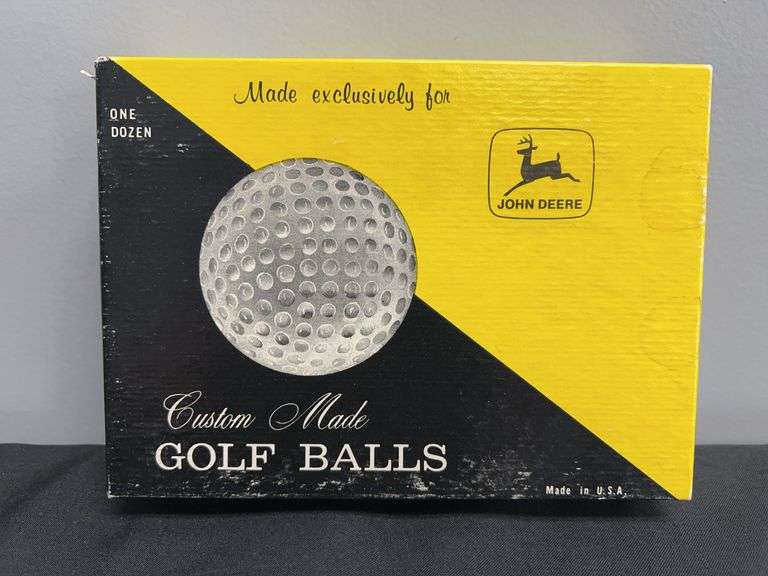 Made exclusively for
ONE
DOZEN
JOHN DEERE
Custom Made
GOLF BALLS
Made in U.S.A.